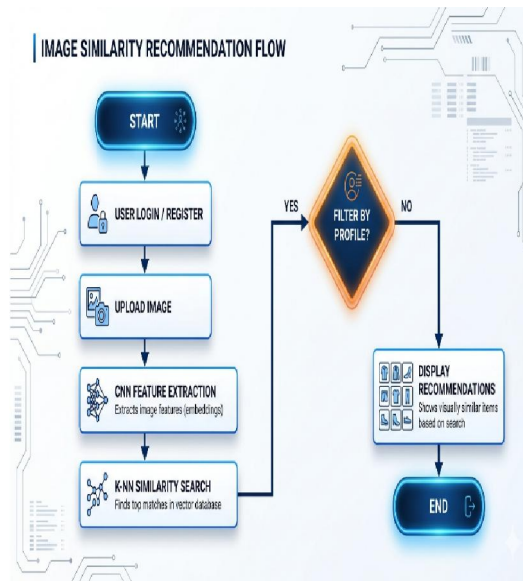 IMAGE SIMILARITY RECOMMENDATION FLOW
START
USER LOGIN / REGISTER
UPLOAD IMAGE
CNN FEATURE EXTRACTION
Extracts image features (embeddings)
K-NN SIMILARITY SEARCH
Finds top matches in vector database
YES
FILTER BY
PROFILE?
NO
DISPLAY
RECOMMENDATIONS
Shows visually similar items
based on search
END